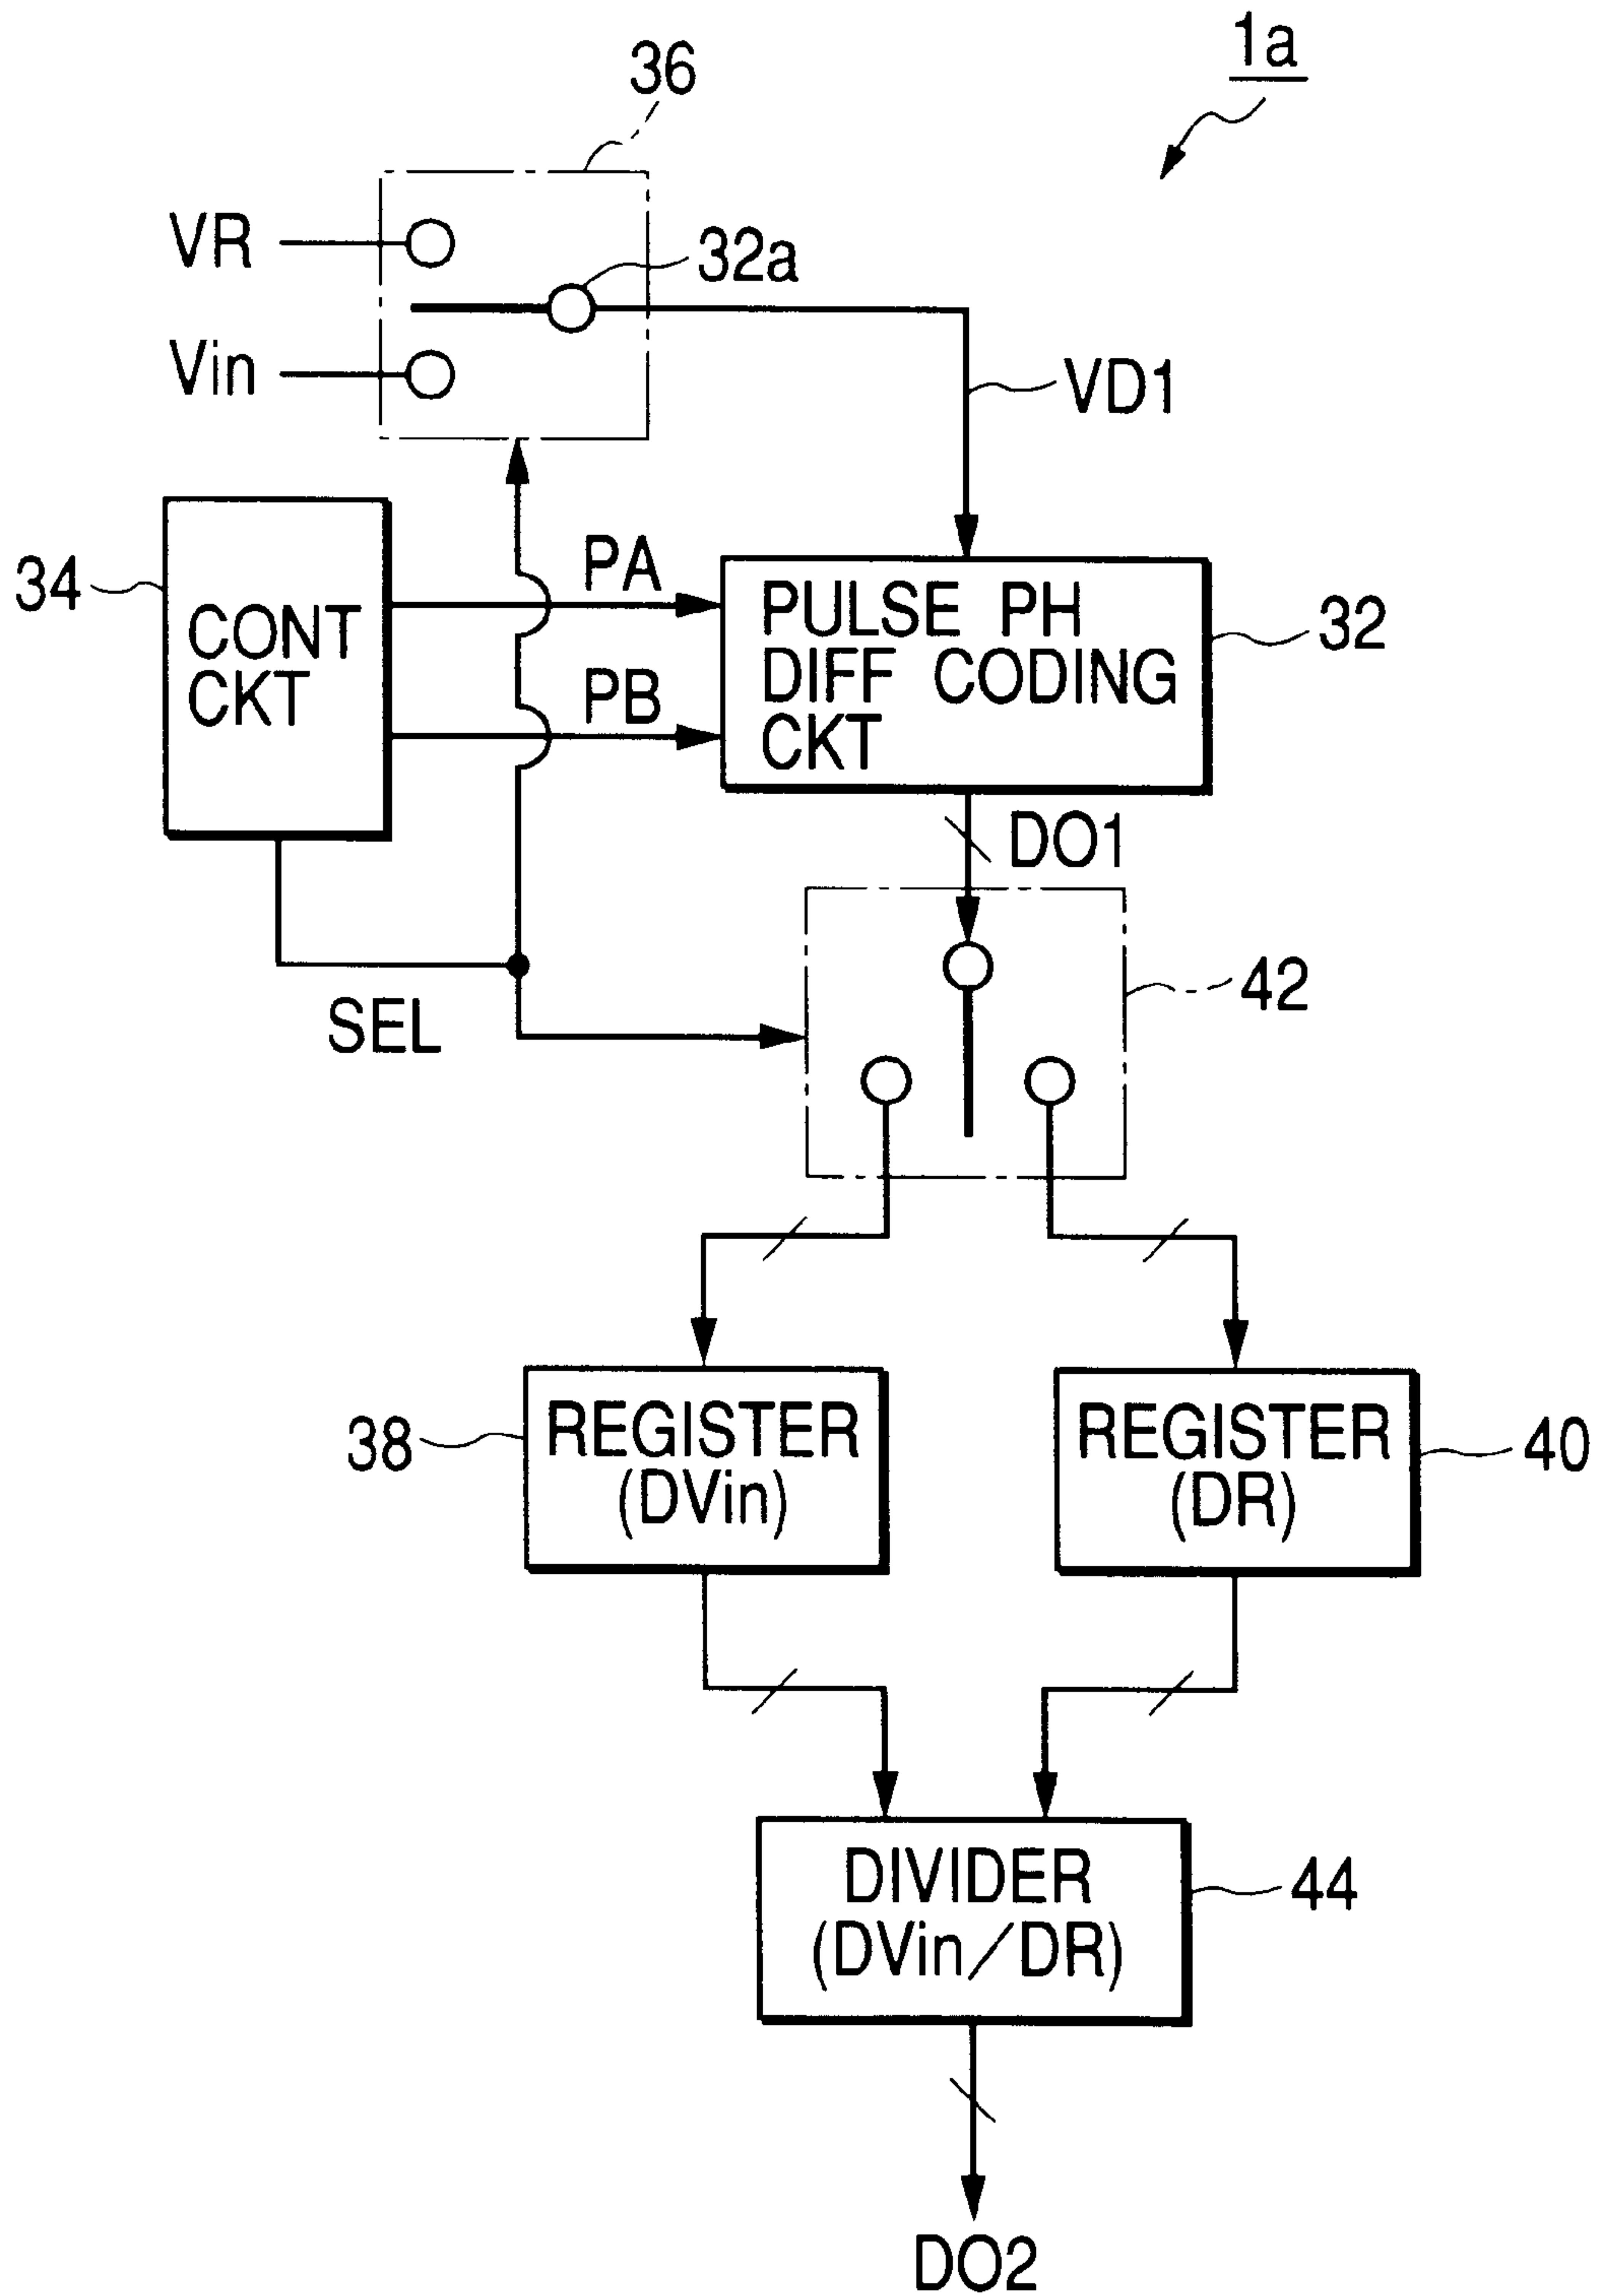 1a
36
VR
32a
Vin
VD1
34
CONT
CKT
PA
PB
PULSE PH
DIFF CODING
CKT
32
DO1
SEL
42
38
REGISTER
(DVin)
REGISTER
(DR)
40
DIVIDER
(DVin/DR)
44
DO2